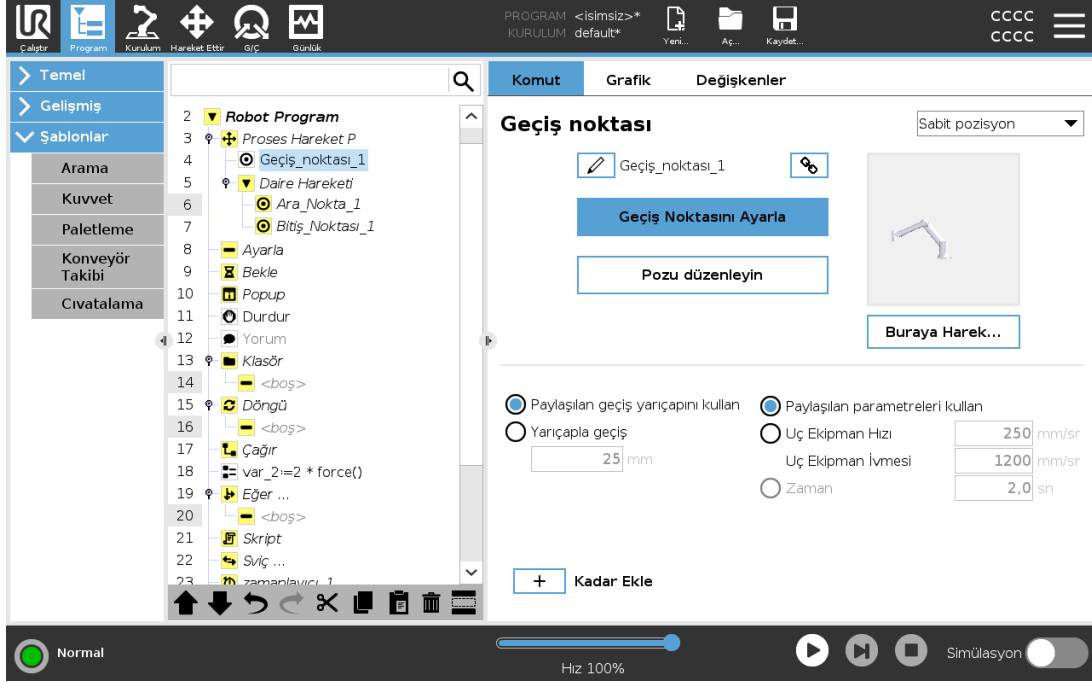 UR
PROGRAM <isimsiz>*
KURULUM default*
CCCC
CCCC
Çalıştır Program Kurulum Hareket Ettir G/Ç Günlük Yeni... Aç... Kaydet...
Temel
Gelişmiş
Şablonlar
Arama
Kuvvet
Paletleme
Konveyör
Takibi
Cıvatalama
2 Robot Program
3 Proses Hareket P
4 Geçiş_noktası_1
5 Daire Hareketi
6 Ara_Nokta_1
7 Bitiş_Noktası_1
8 Ayarla
9 Bekle
10 Popup
11 Durdur
12 Yorum
13 Klasör
14 <boş>
15 Döngü
16 <boş>
17 Çağır
18 var_2:=2 * force()
19 Eğer ...
20 <boş>
21 Skript
22 Sviç ...
23 zamanlayıcı_1
Komut Grafik Değişkenler
Geçiş noktası
Sabit pozisyon
Geçiş_noktası_1
Geçiş Noktasını Ayarla
Pozu düzenleyin
Buraya Harek...
Paylaşılan geçiş yarıçapını kullan
Yarıçapla geçiş
25 mm
Paylaşılan parametreleri kullan
Uç Ekipman Hızı 250 mm/sn
Uç Ekipman İvmesi 1200 mm/sn
Zaman 2,0 sn
+ Kadar Ekle
Normal
Hız 100%
Simülasyon